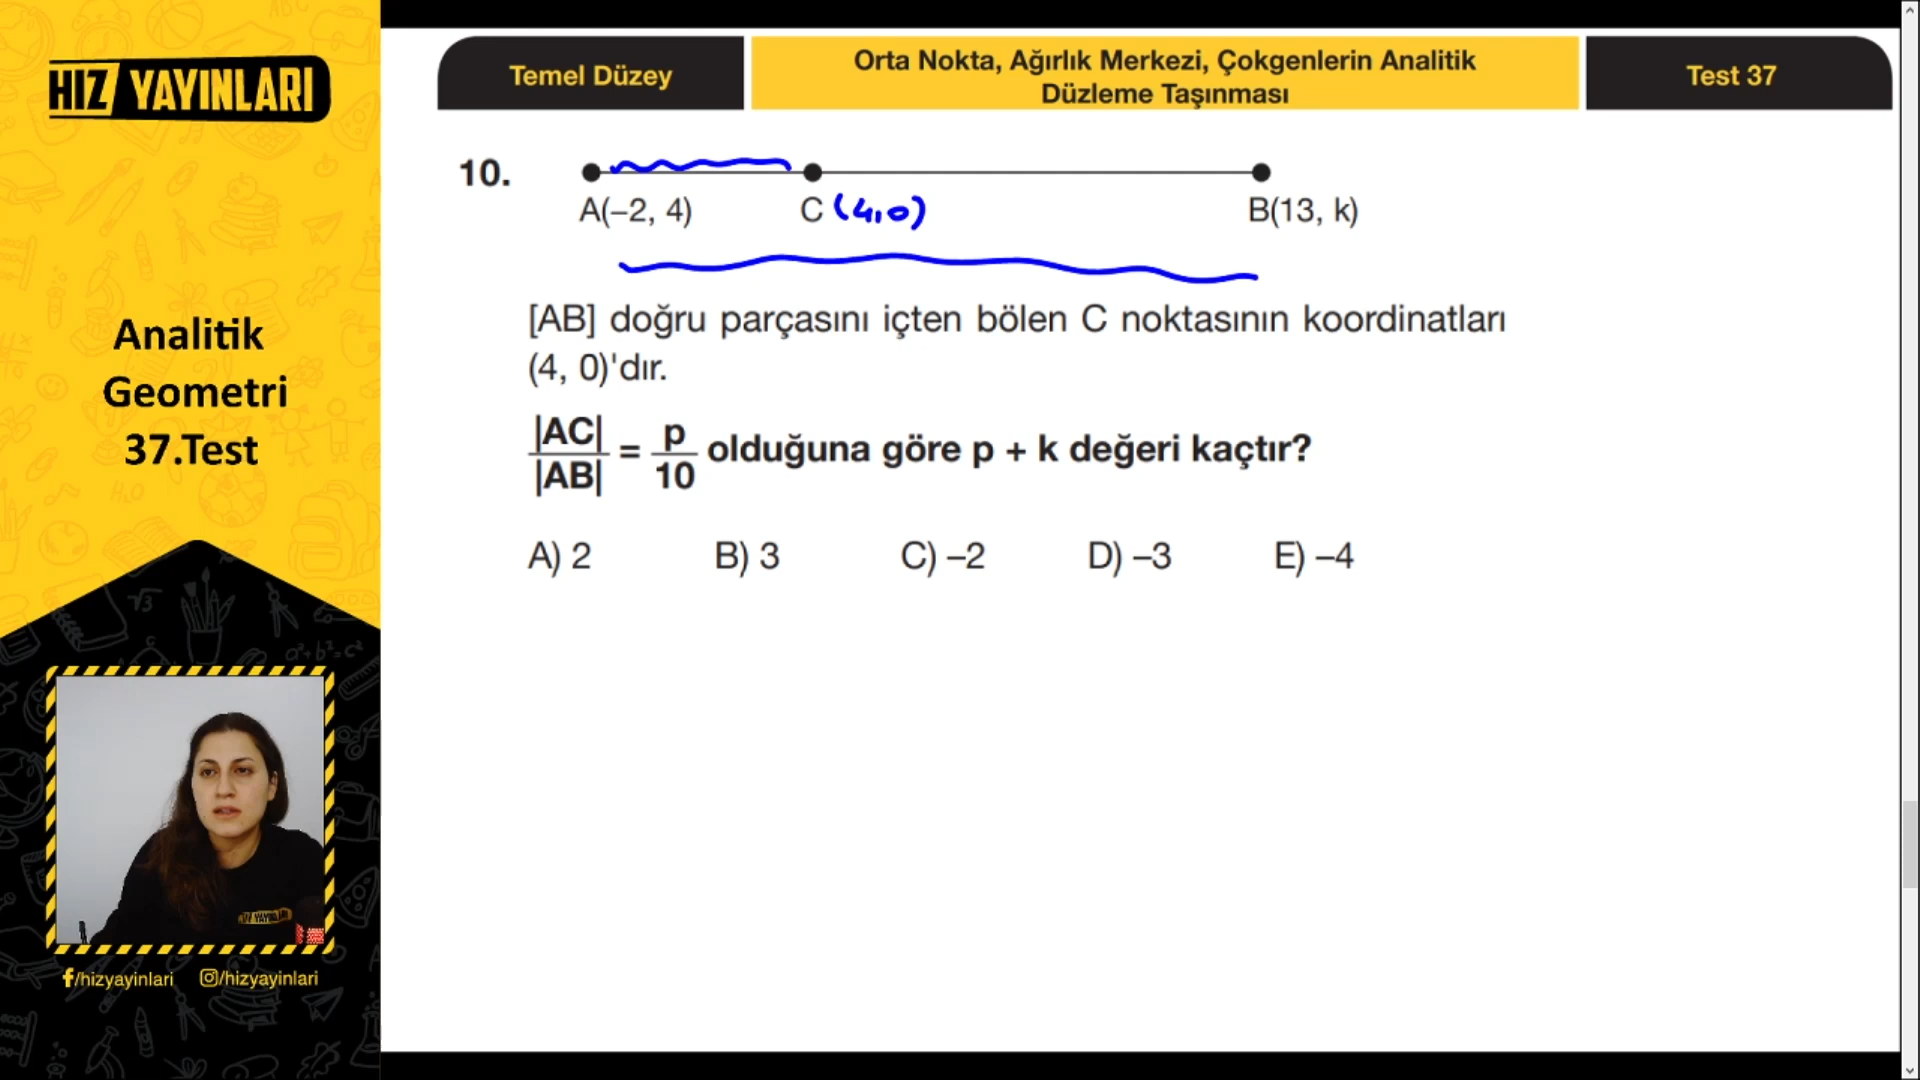 HIZ YAYINLARI
Analitik
Geometri
37.Test
/hizyayinlari /hizyayinlari
Temel Düzey
Orta Nokta, Ağırlık Merkezi, Çokgenlerin Analitik
Düzleme Taşınması
Test 37
10.
A(–2, 4) C (4,0) B(13, k)
[AB] doğru parçasını içten bölen C noktasının koordinatları
(4, 0)'dır.
|AC|/|AB| = p/10 olduğuna göre p + k değeri kaçtır?
A) 2 B) 3 C) –2 D) –3 E) –4